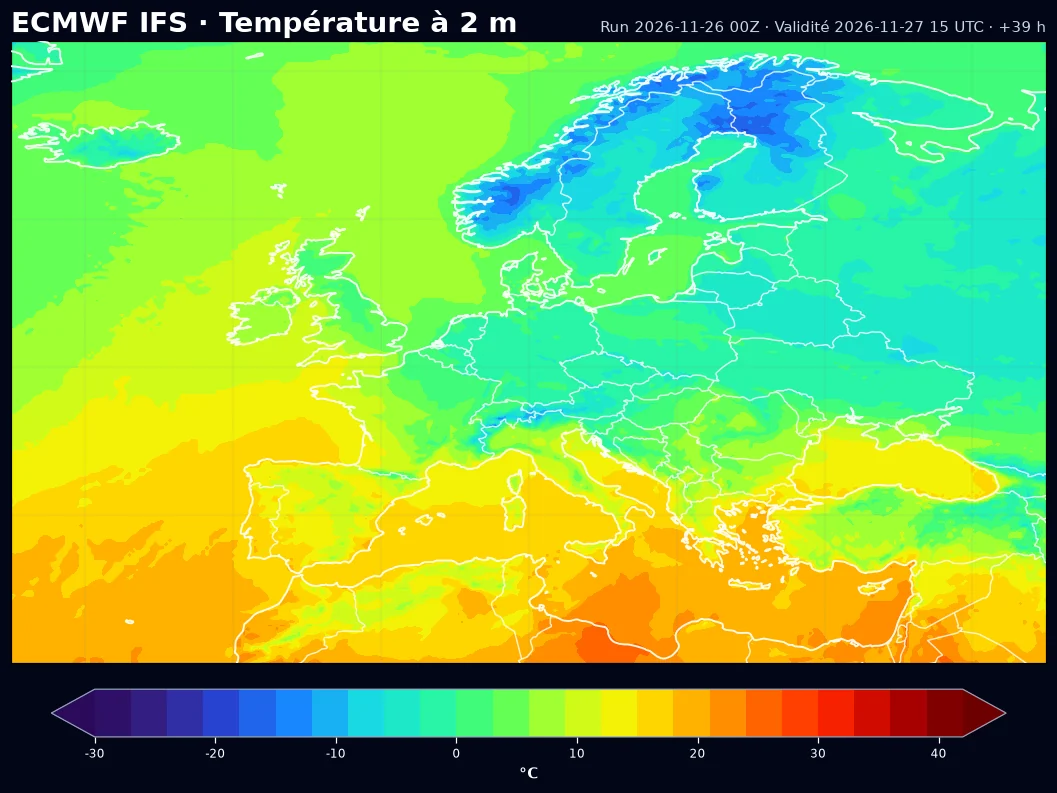 ECMWF IFS · Température à 2 m
Run 2026-11-26 00Z · Validité 2026-11-27 15 UTC · +39 h
-30 -20 -10 0 10 20 30 40
°C